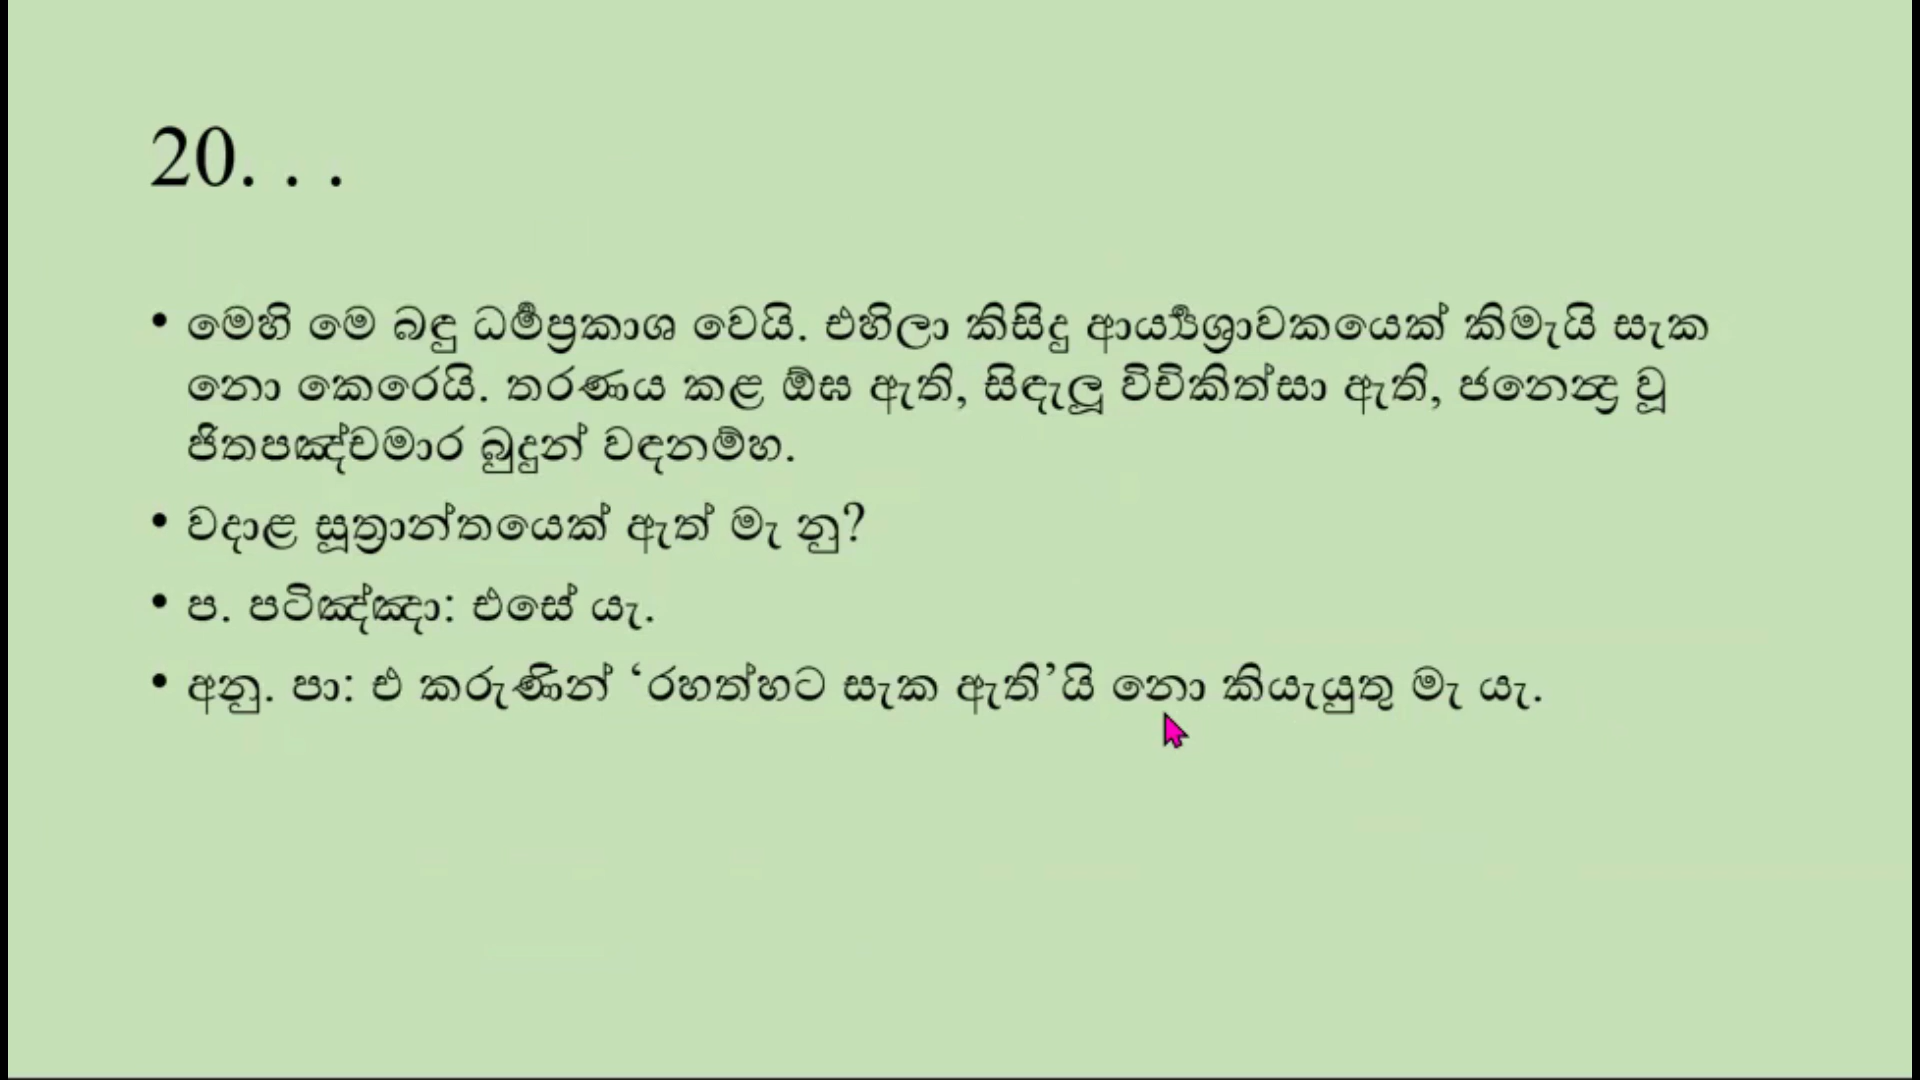 20. . .
• මෙහි මෙ බඳු ධර්‍මප්‍රකාශ වෙයි. එහිලා කිසිදු ආර්‍ය්‍යශ්‍රාවකයෙක් කිමැයි සැක
නො කෙරෙයි. තරණය කළ ඕඝ ඇති, සිඳැලූ විචිකිත්සා ඇති, ජනෙන්‍ද්‍ර වූ
ජිතපඤ්චමාර බුදුන් වඳනම්හ.
• වදාළ සූත්‍රාන්තයෙක් ඇත් මැ නු?
• ප. පටිඤ්ඤා: එසේ යැ.
• අනු. පා: එ කරුණින් ‘රහත්හට සැක ඇති’යි නො කියැයුතු මැ යැ.